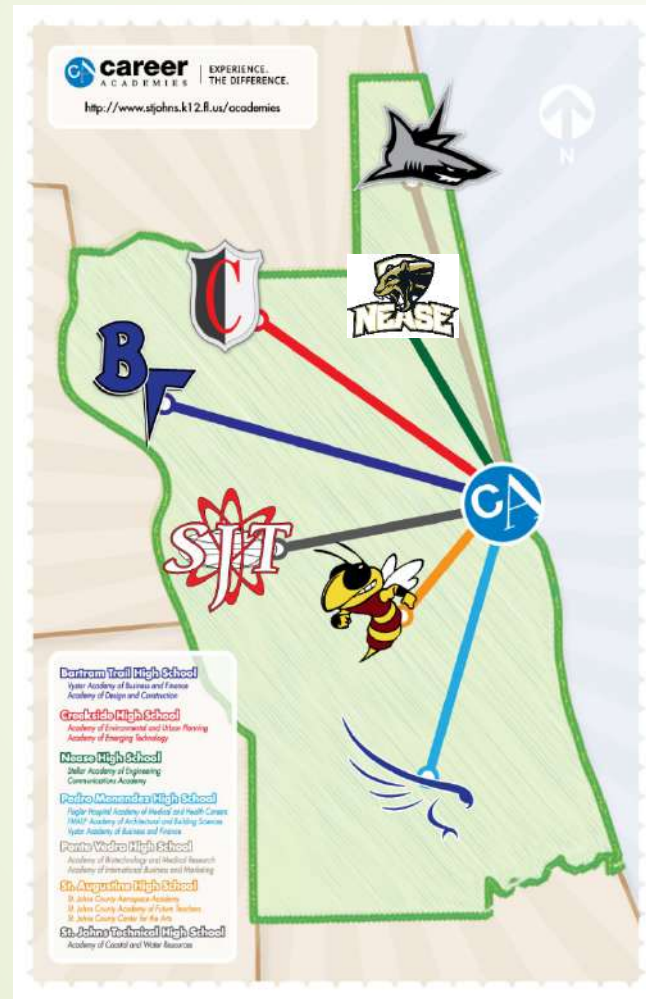 CA career
ACADEMIES
EXPERIENCE.
THE DIFFERENCE.
http://www.stjohns.k12.fl.us/academies
N
C
NEASE
B
T
CA
SJT
Bartram Trail High School
Vystar Academy of Business and Finance
Academy of Design and Construction
Creekside High School
Academy of Environmental and Urban Planning
Academy of Emerging Technology
Nease High School
Stellar Academy of Engineering
Communications Academy
Pedro Menendez High School
Flagler Hospital Academy of Medical and Health Careers
Academy of Architectural and Building Sciences
Vystar Academy of Business and Finance
Ponte Vedra High School
Academy of Biotechnology and Medical Research
Academy of International Business and Marketing
St. Augustine High School
St. Johns County Aerospace Academy
St. Johns County Academy of Future Teachers
St. Johns County Center for the Arts
St. Johns Technical High School
Academy of Coastal and Water Resources